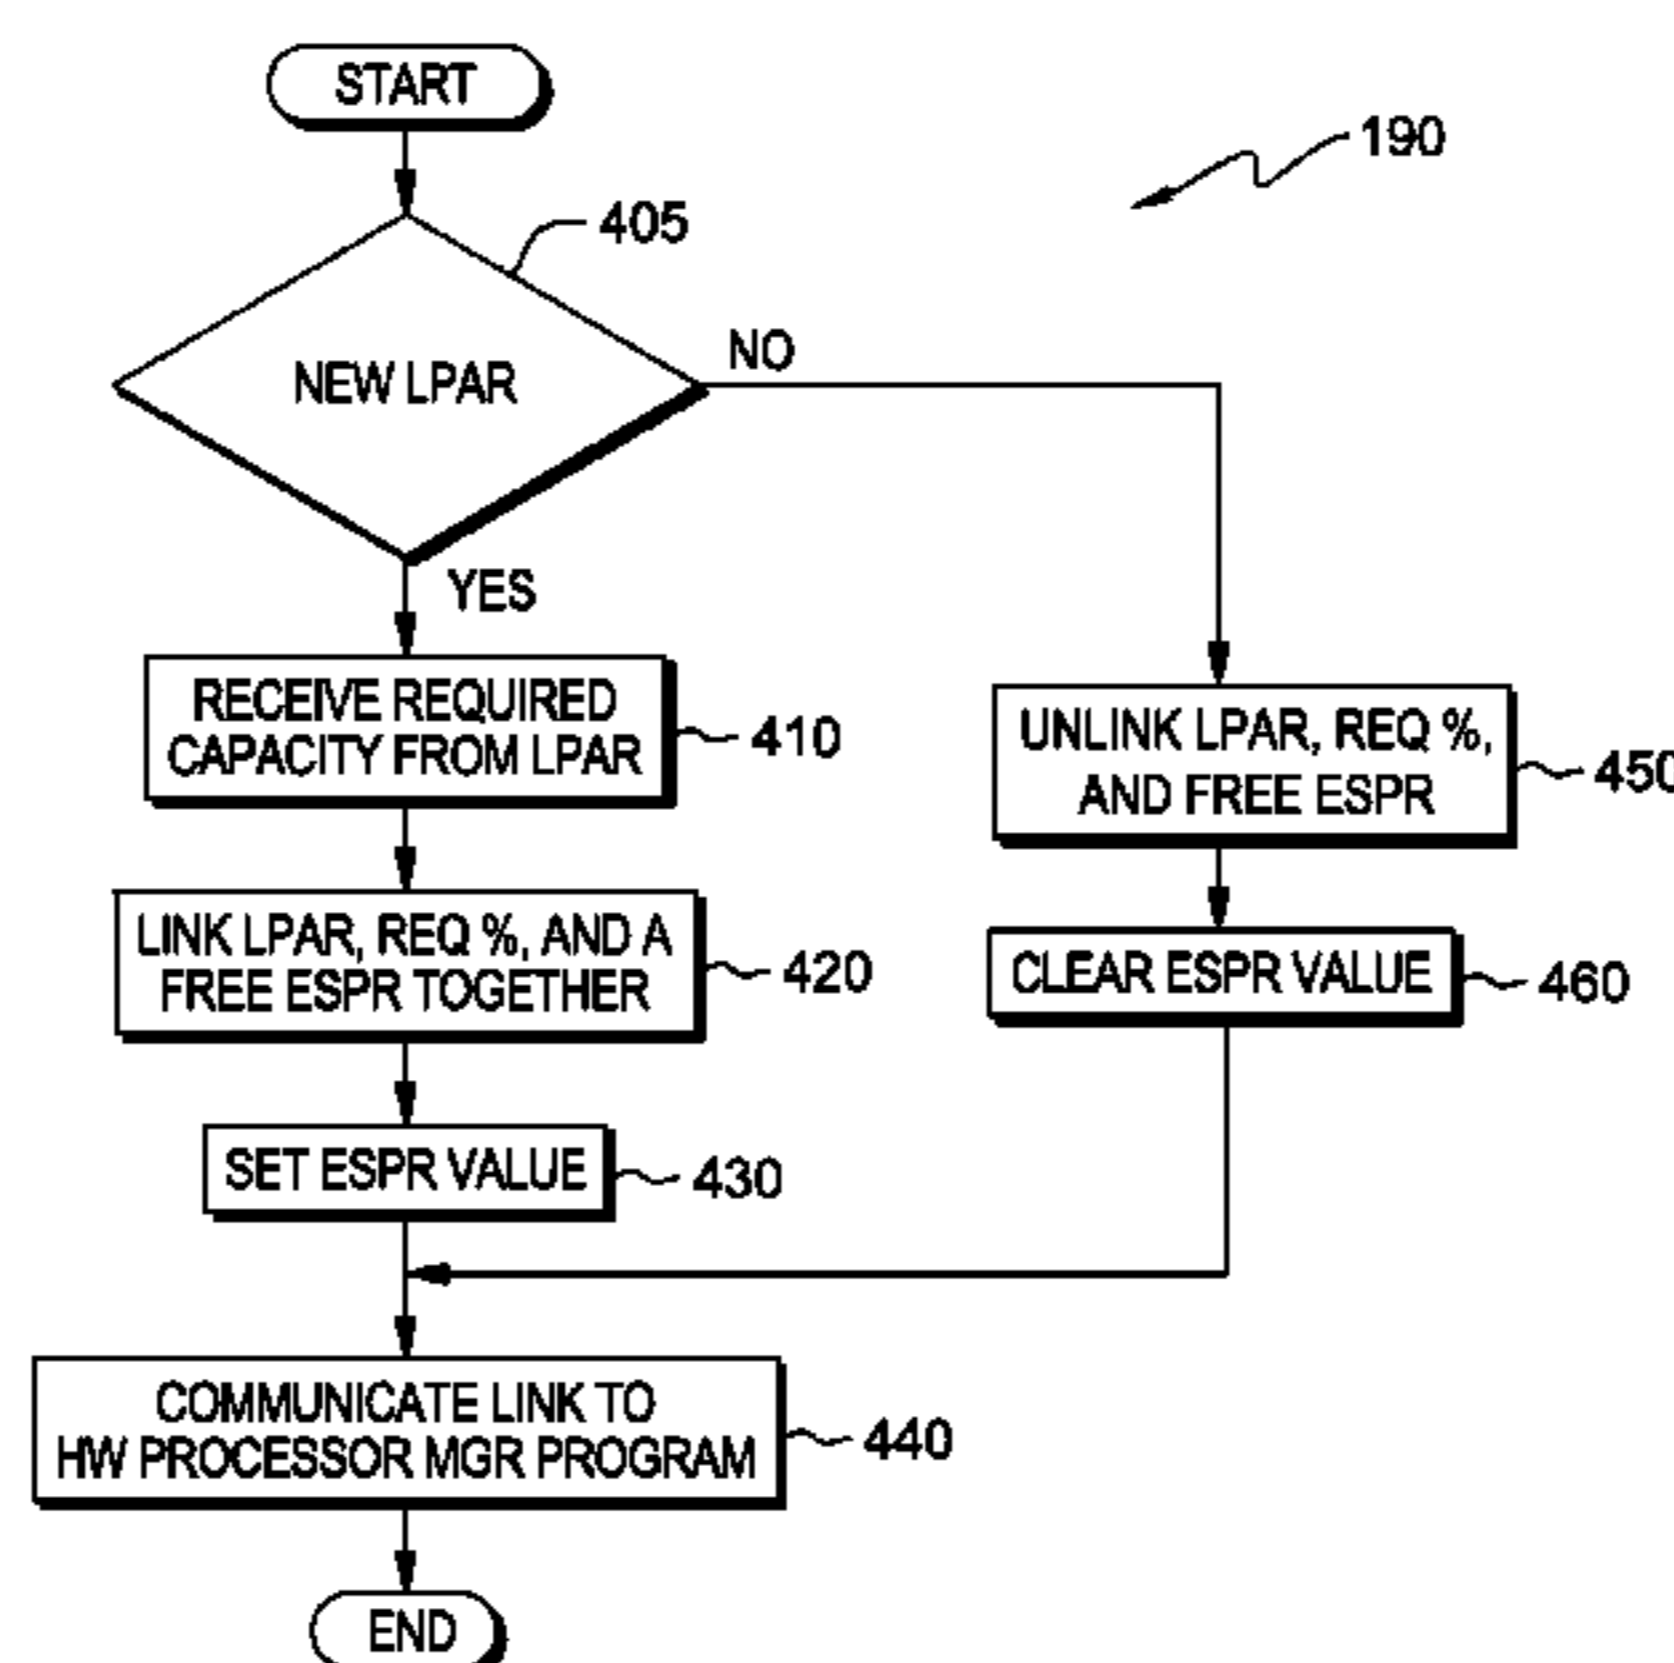 START
190
405
NEW LPAR
NO
YES
RECEIVE REQUIRED
CAPACITY FROM LPAR
410
UNLINK LPAR, REQ %,
AND FREE ESPR
450
LINK LPAR, REQ %, AND A
FREE ESPR TOGETHER
420
CLEAR ESPR VALUE
460
SET ESPR VALUE
430
COMMUNICATE LINK TO
HW PROCESSOR MGR PROGRAM
440
END